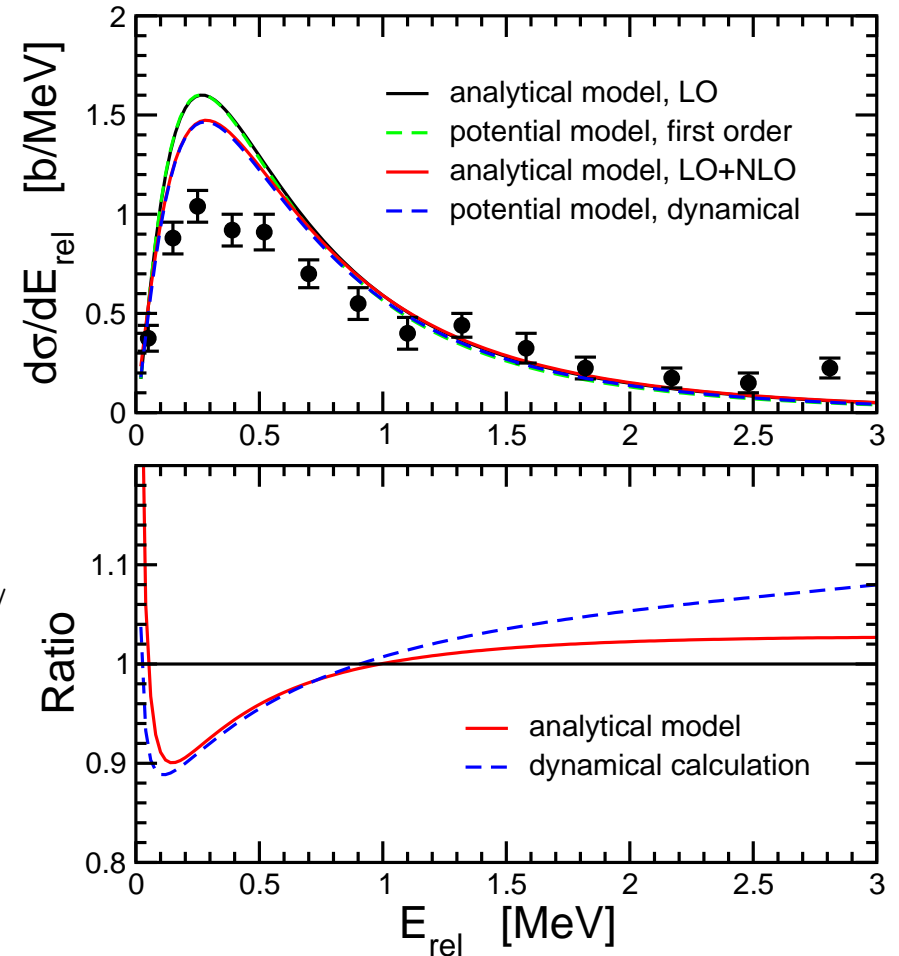 2
1.5
1
0.5
0
dσ/dE_rel [b/MeV]
analytical model, LO
potential model, first order
analytical model, LO+NLO
potential model, dynamical
0 0.5 1 1.5 2 2.5 3
1.1
1
0.9
0.8
Ratio
analytical model
dynamical calculation
0 0.5 1 1.5 2 2.5 3
E_rel [MeV]